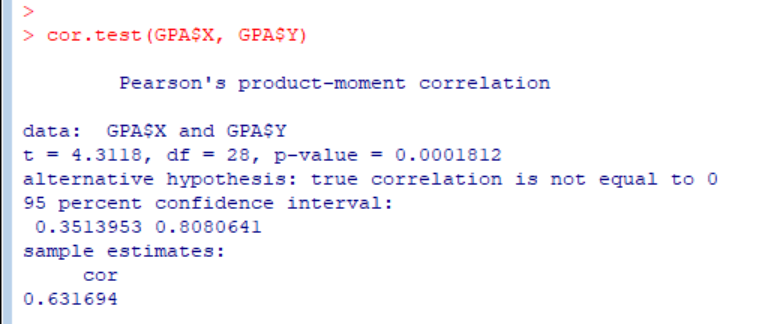 >
> cor.test(GPA$X, GPA$Y)
Pearson's product-moment correlation
data:  GPA$X and GPA$Y
t = 4.3118, df = 28, p-value = 0.0001812
alternative hypothesis: true correlation is not equal to 0
95 percent confidence interval:
0.3513953 0.8080641
sample estimates:
cor
0.631694